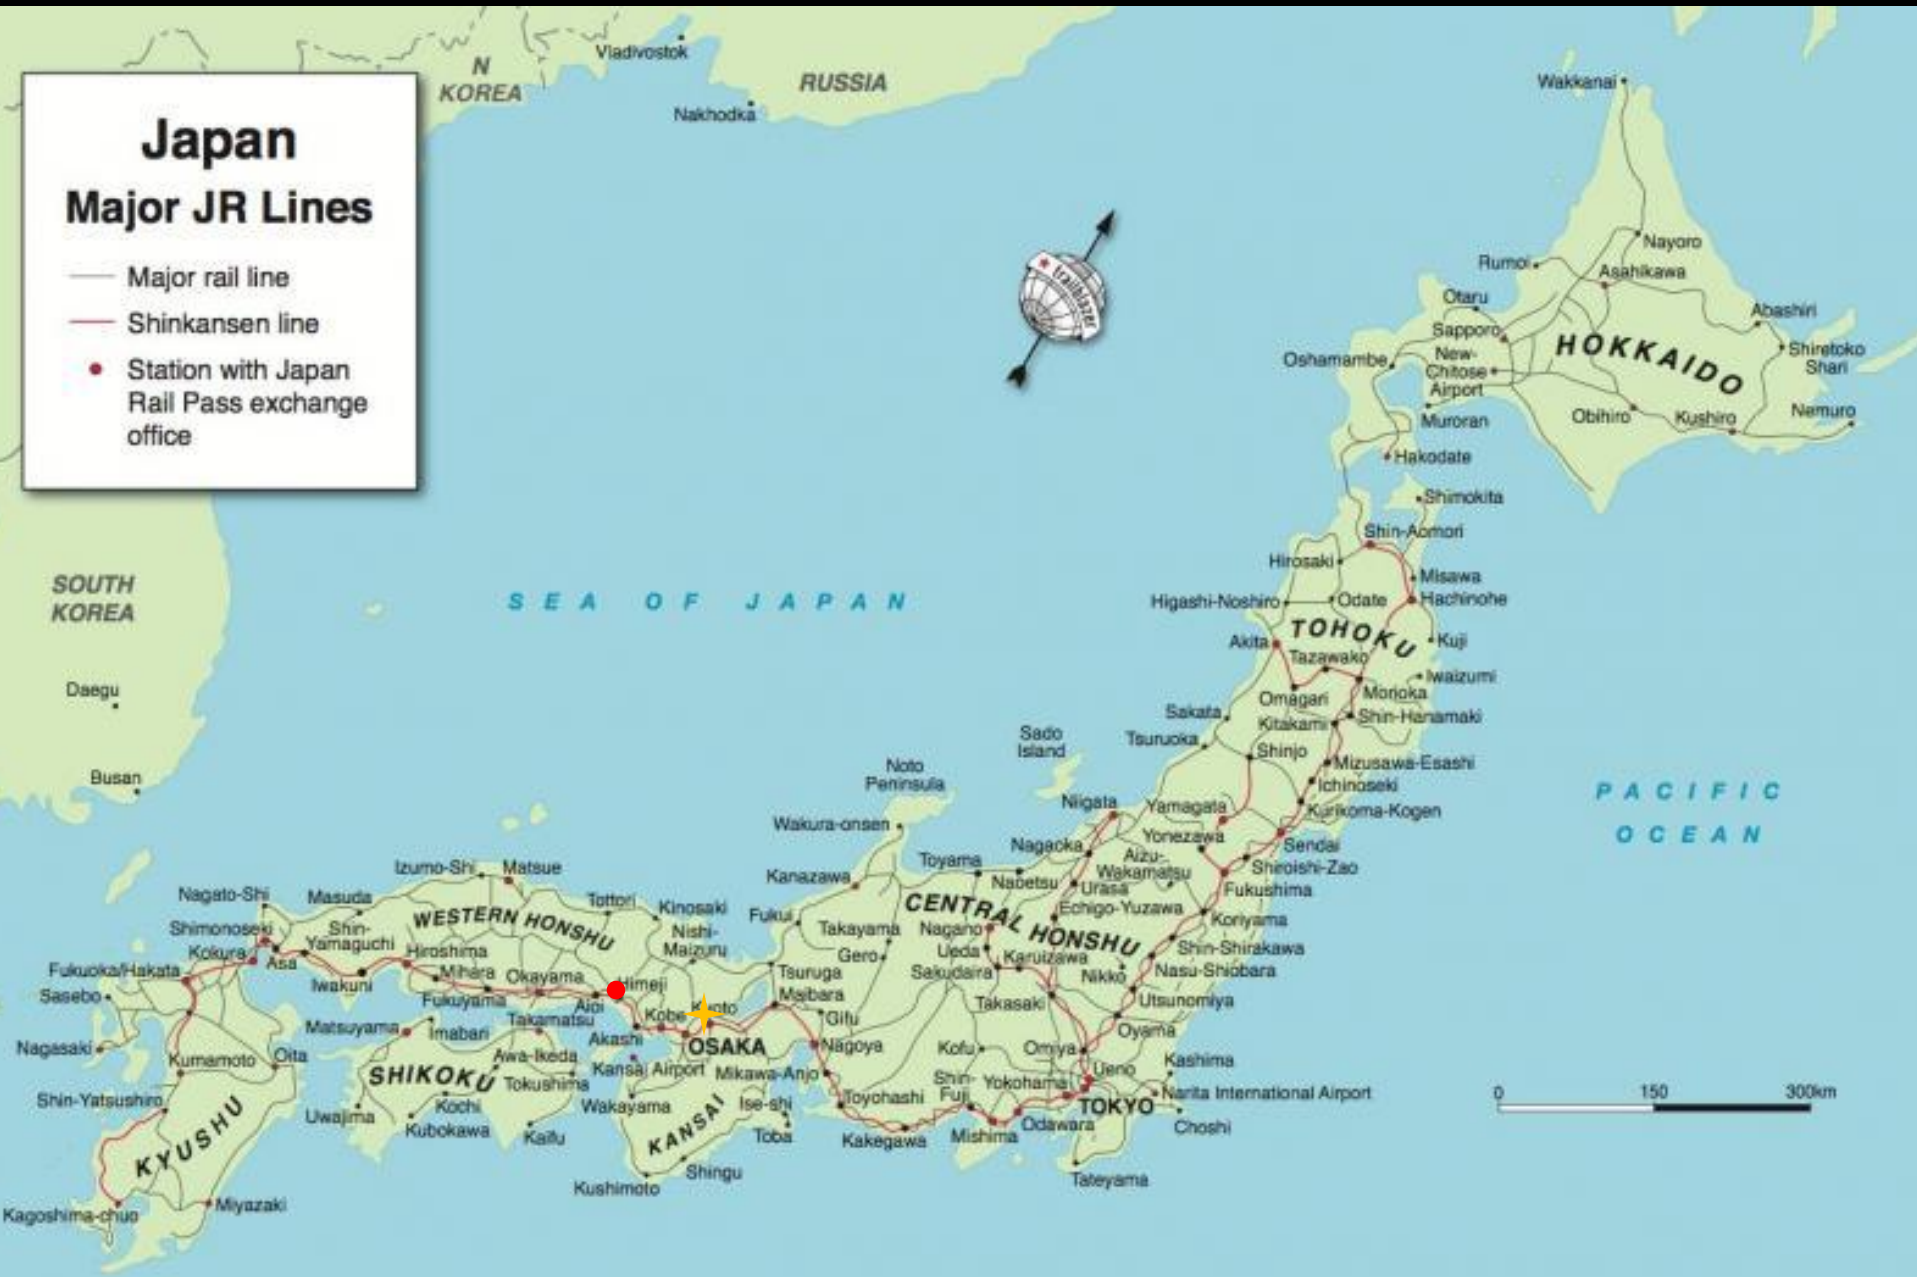 Japan
Major JR Lines
Major rail line
Shinkansen line
Station with Japan
Rail Pass exchange
office
N
KOREA
Vladivostok
Nakhodka
RUSSIA
trailblazer
Wakkanai
Nayoro
Rumoi
Asahikawa
Otaru
Abashiri
Sapporo
HOKKAIDO
Shiretoko
Shari
Oshamambe
New-
Chitose
Airport
Muroran
Obihiro
Kushiro
Nemuro
Hakodate
Shimokita
Shin-Aomori
Hirosaki
Misawa
Higashi-Noshiro
Odate
Hachinohe
TOHOKU
Akita
Kuji
Tazawako
Iwaizumi
Omagari
Morioka
Sakata
Kitakami
Shin-Hanamaki
Tsuruoka
Shinjo
Mizusawa-Esashi
Ichinoseki
Kurikoma-Kogen
SOUTH
KOREA
Daegu
Busan
SEA OF JAPAN
PACIFIC
OCEAN
Sado
Island
Noto
Peninsula
Niigata
Yamagata
Wakura-onsen
Yonezawa
Sendai
Nagaoka
Aizu-
Wakamatsu
Shiroishi-Zao
Toyama
Naoetsu
Urasa
Fukushima
Kanazawa
CENTRAL HONSHU
Echigo-Yuzawa
Koriyama
Fukui
Takayama
Nagano
Gero
Ueda
Karuizawa
Shin-Shirakawa
Sakudaira
Nikko
Nasu-Shiobara
Takasaki
Utsunomiya
Oyama
Izumo-Shi
Matsue
Nagato-Shi
Masuda
Tottori
Kinosaki
WESTERN HONSHU
Shimonoseki
Shin-
Yamaguchi
Nishi-
Maizuru
Kokura
Asa
Hiroshima
Fukuoka/Hakata
Iwakuni
Mihara
Okayama
Himeji
Tsuruga
Sasebo
Fukuyama
Aioi
Maibara
Kobe
Kyoto
Gifu
Matsuyama
Imabari
Takamatsu
Akashi
OSAKA
Nagoya
Kofu
Omiya
Nagasaki
Kumamoto
Oita
Awa-Ikeda
Kansai Airport
Mikawa-Anjo
Kashima
Ueno
SHIKOKU
Tokushima
Shin-
Fuji
Yokohama
Narita International Airport
Shin-Yatsushiro
Uwajima
Kochi
Wakayama
Ise-shi
Toyohashi
TOKYO
Kubokawa
Kaifu
KANSAI
Toba
Kakegawa
Mishima
Odawara
Choshi
KYUSHU
Shingu
Kushimoto
Tateyama
Kagoshima-chuo
Miyazaki
0 150 300km